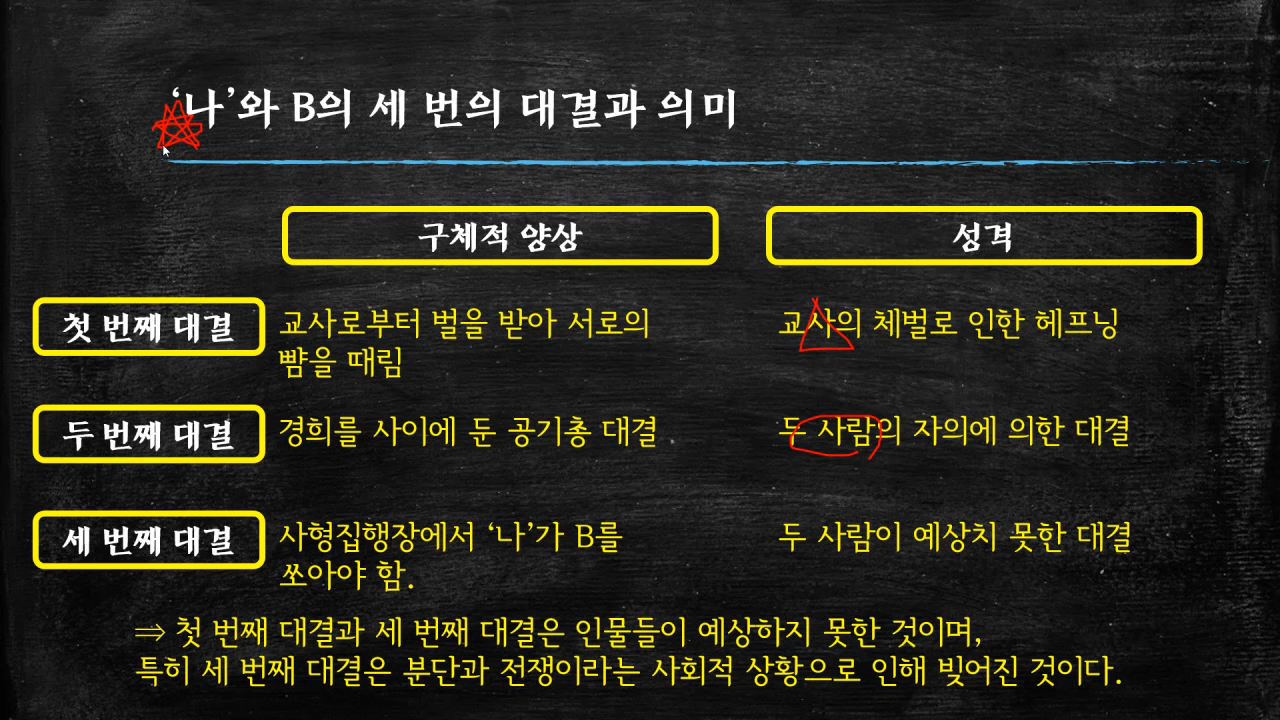 ‘나’와 B의 세 번의 대결과 의미
구체적 양상
성격
첫 번째 대결
교사로부터 벌을 받아 서로의
뺨을 때림
교사의 체벌로 인한 헤프닝
두 번째 대결
경희를 사이에 둔 공기총 대결
두 사람의 자의에 의한 대결
세 번째 대결
사형집행장에서 ‘나’가 B를
쏘아야 함.
두 사람이 예상치 못한 대결
⇒ 첫 번째 대결과 세 번째 대결은 인물들이 예상하지 못한 것이며,
특히 세 번째 대결은 분단과 전쟁이라는 사회적 상황으로 인해 빚어진 것이다.